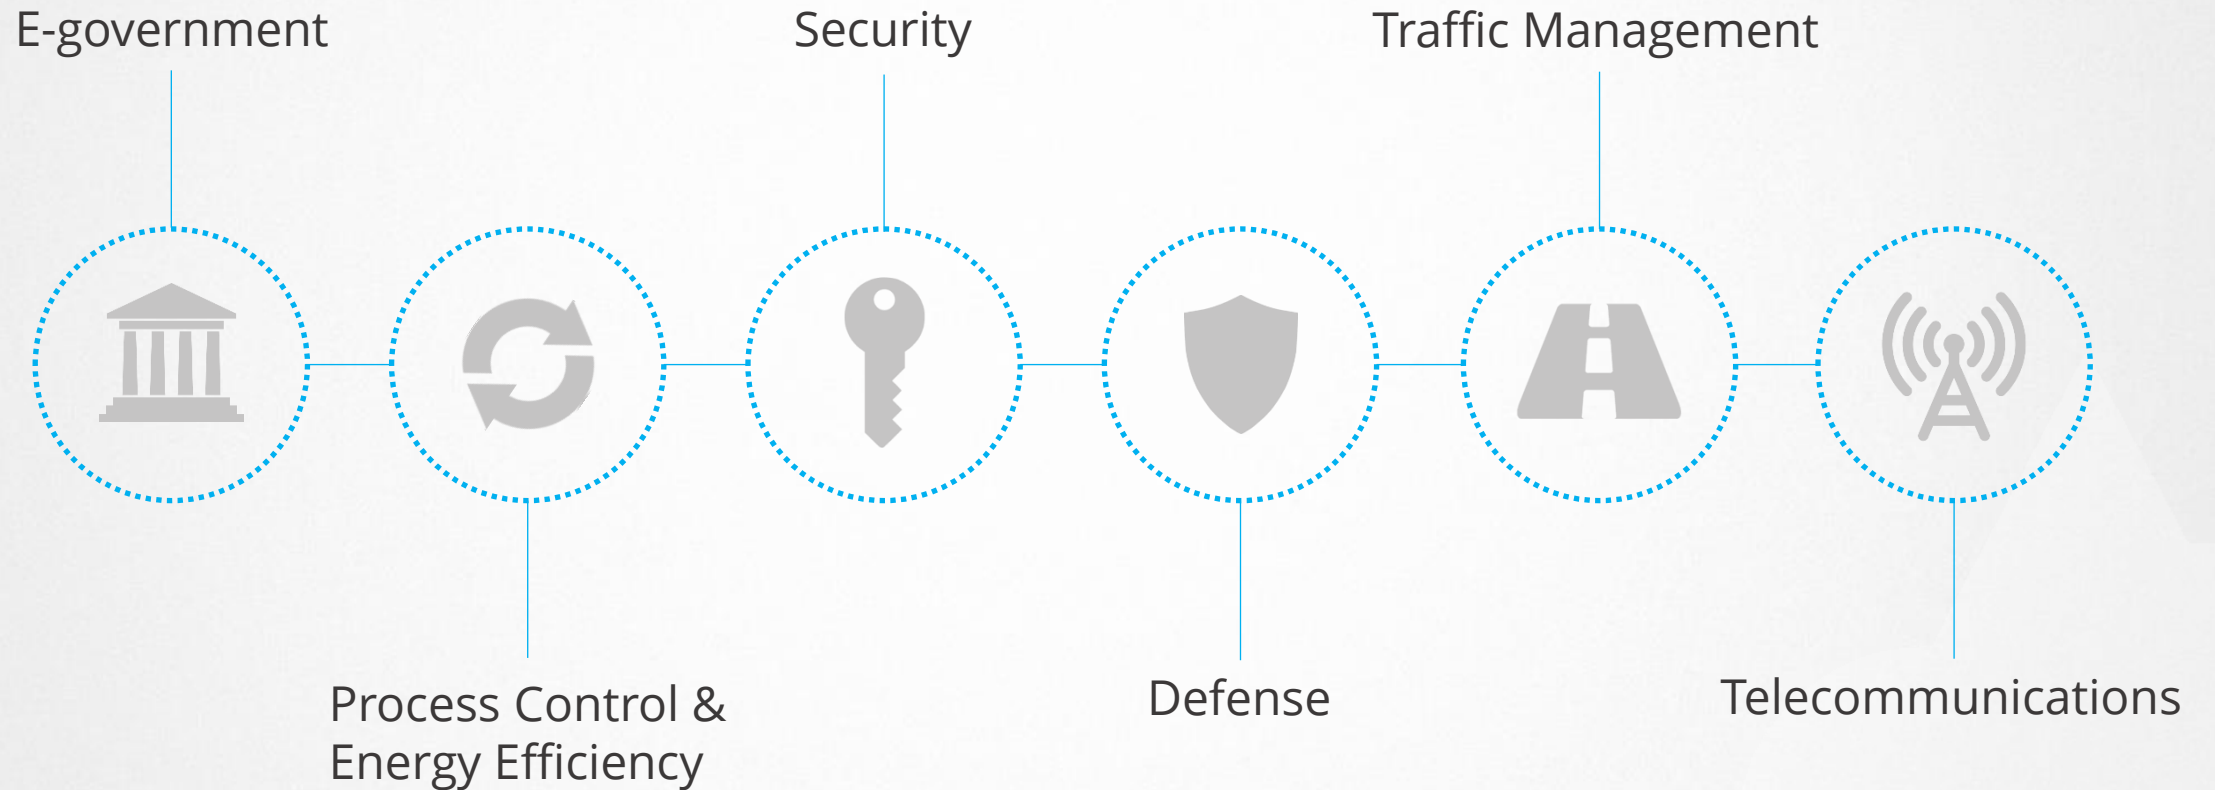 E-government
Security
Traffic Management
Process Control &
Energy Efficiency
Defense
Telecommunications